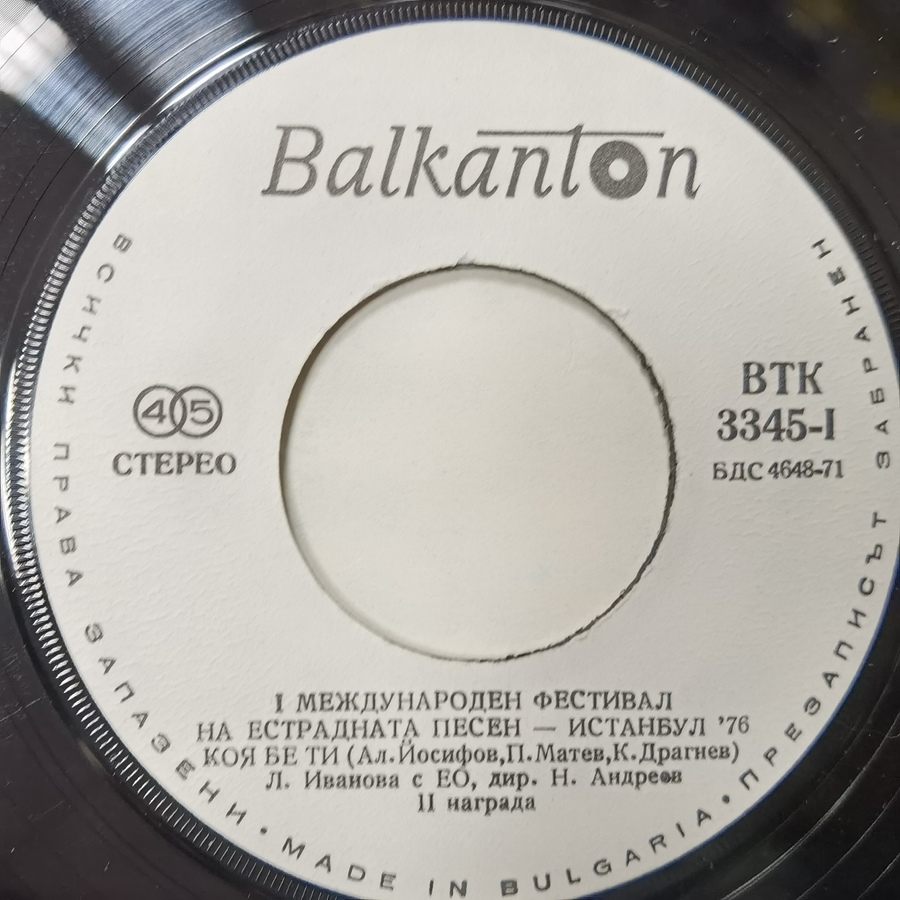 Balkanton
45
СТЕРЕО
ВТК
3345-I
БДС 4648-71
I МЕЖДУНАРОДЕН ФЕСТИВАЛ
НА ЕСТРАДНАТА ПЕСЕН — ИСТАНБУЛ '76
КОЯ БЕ ТИ (Ал.Йосифов,П.Матев,К.Драгнев)
Л. Иванова с ЕО, дир. Н. Андреев
II награда
ВСИЧКИ ПРАВА ЗАПАЗЕНИ • MADE IN BULGARIA • ПРЕЗАПИСЪТ ЗАБРАНЕН